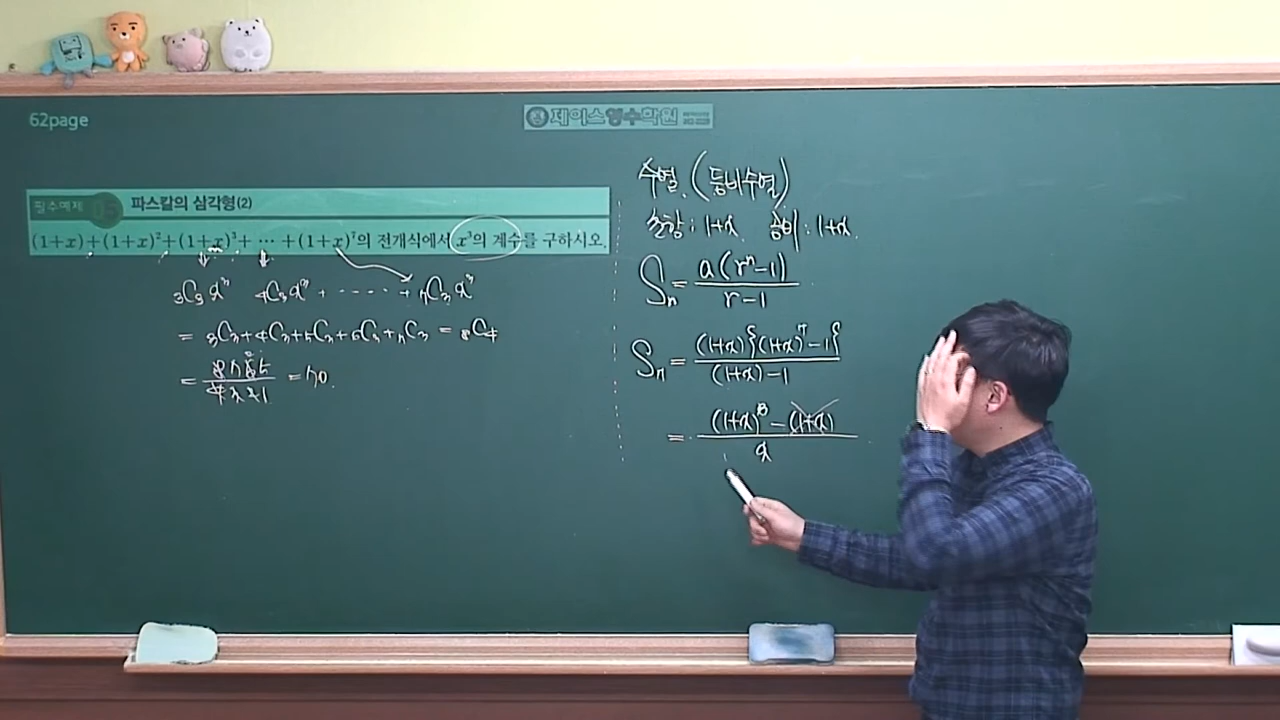 62page
제이스영수학원
필수예제
파스칼의 삼각형(2)
(1+x)+(1+x)²+(1+x)³+ ⋯ +(1+x)⁷의 전개식에서 x³의 계수를 구하시오.
₃C₃x³ ₄C₃x³ + ⋯⋯ + ₇C₃x³
= ₃C₃+₄C₃+₅C₃+₆C₃+₇C₃ = ₈C₄
= 70.
수열. (등비수열)
초항 : 1+x 공비 : 1+x.
Sₙ = a(rⁿ-1) / r-1
Sₙ = (1+x){(1+x)⁷-1} / (1+x)-1
= (1+x)⁸-(1+x) / x